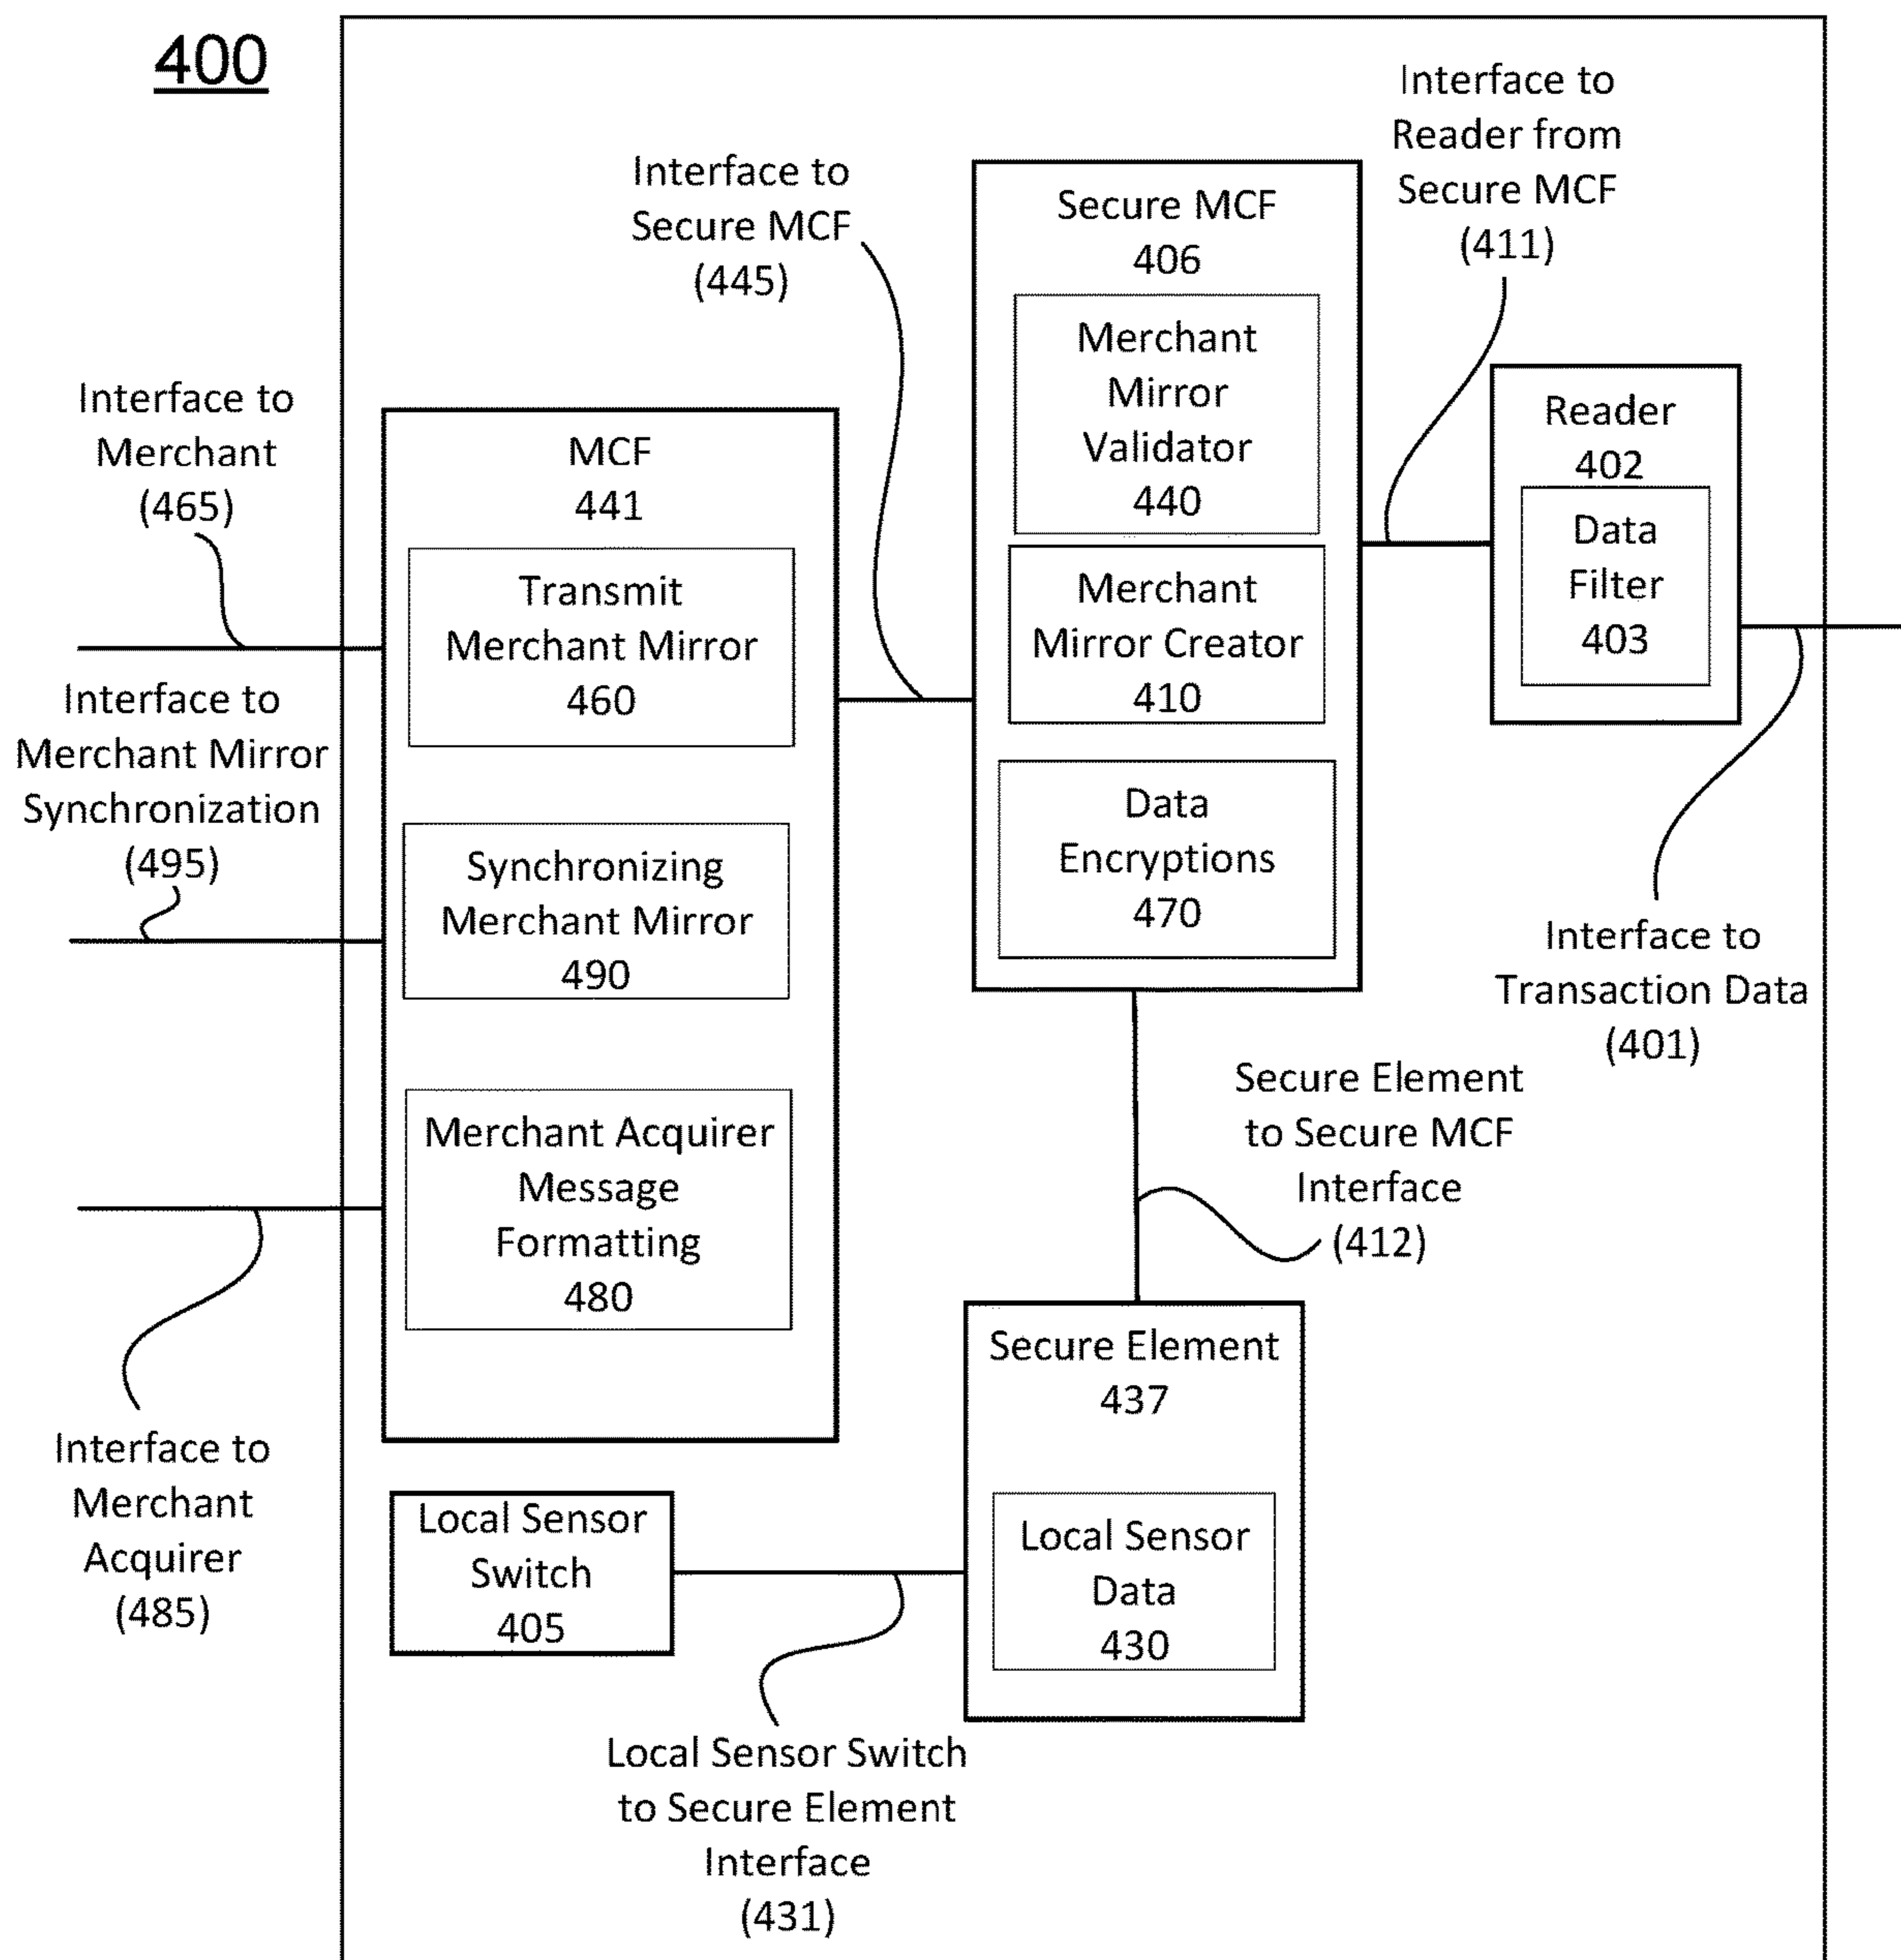 400
Interface to
Reader from
Secure MCF
(411)
Interface to
Secure MCF
(445)
Secure MCF
406
Merchant
Mirror
Validator
440
Merchant
Mirror Creator
410
Data
Encryptions
470
Reader
402
Data
Filter
403
Interface to
Merchant
(465)
MCF
441
Transmit
Merchant Mirror
460
Interface to
Merchant Mirror
Synchronization
(495)
Synchronizing
Merchant Mirror
490
Merchant Acquirer
Message
Formatting
480
Interface to
Transaction Data
(401)
Secure Element
to Secure MCF
Interface
(412)
Interface to
Merchant
Acquirer
(485)
Secure Element
437
Local Sensor
Data
430
Local Sensor
Switch
405
Local Sensor Switch
to Secure Element
Interface
(431)